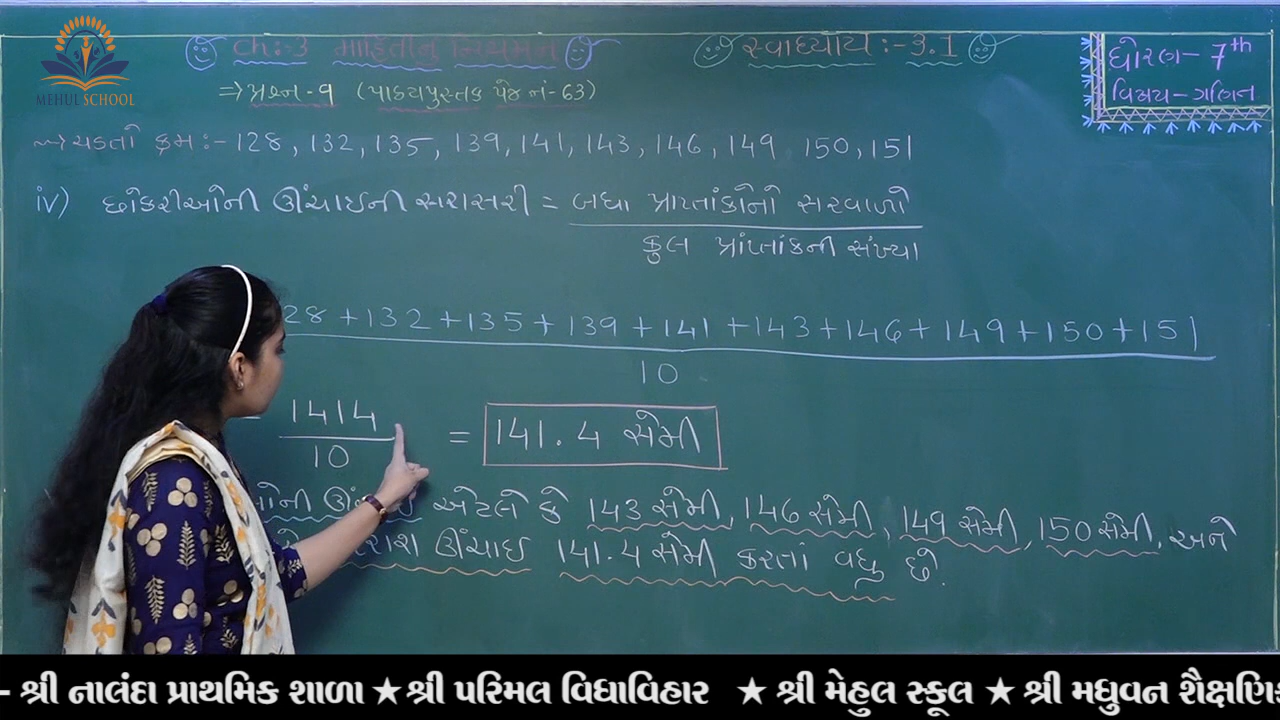 MEHUL SCHOOL
Ch:-3 માહિતીનું નિયમન
સ્વાધ્યાય :- 3.1
ધોરણ - 7th
વિષય - ગણિત
⇒ પ્રશ્ન - ૧ (પાઠ્યપુસ્તક પેજ નં - 63)
ચડતો ક્રમ :- 128, 132, 135, 139, 141, 143, 146, 149 150, 151
iv) છોકરીઓની ઊંચાઇની સરાસરી = બધા પ્રાપ્તાંકોનો સરવાળો
કુલ પ્રાંપ્તાંકની સંખ્યા
28 + 132 + 135 + 139 + 141 + 143 + 146 + 149 + 150 + 151
10
1414
10
= 141.4 સેમી
એટલે કે 143 સેમી, 146 સેમી, 149 સેમી, 150 સેમી, અને
ઊંચાઇ 141.4 સેમી કરતાં વધુ છે.
- શ્રી નાલંદા પ્રાથમિક શાળા ★ શ્રી પરિમલ વિદ્યાવિહાર ★ શ્રી મેહુલ સ્કૂલ ★ શ્રી મધુવન શૈક્ષણિ